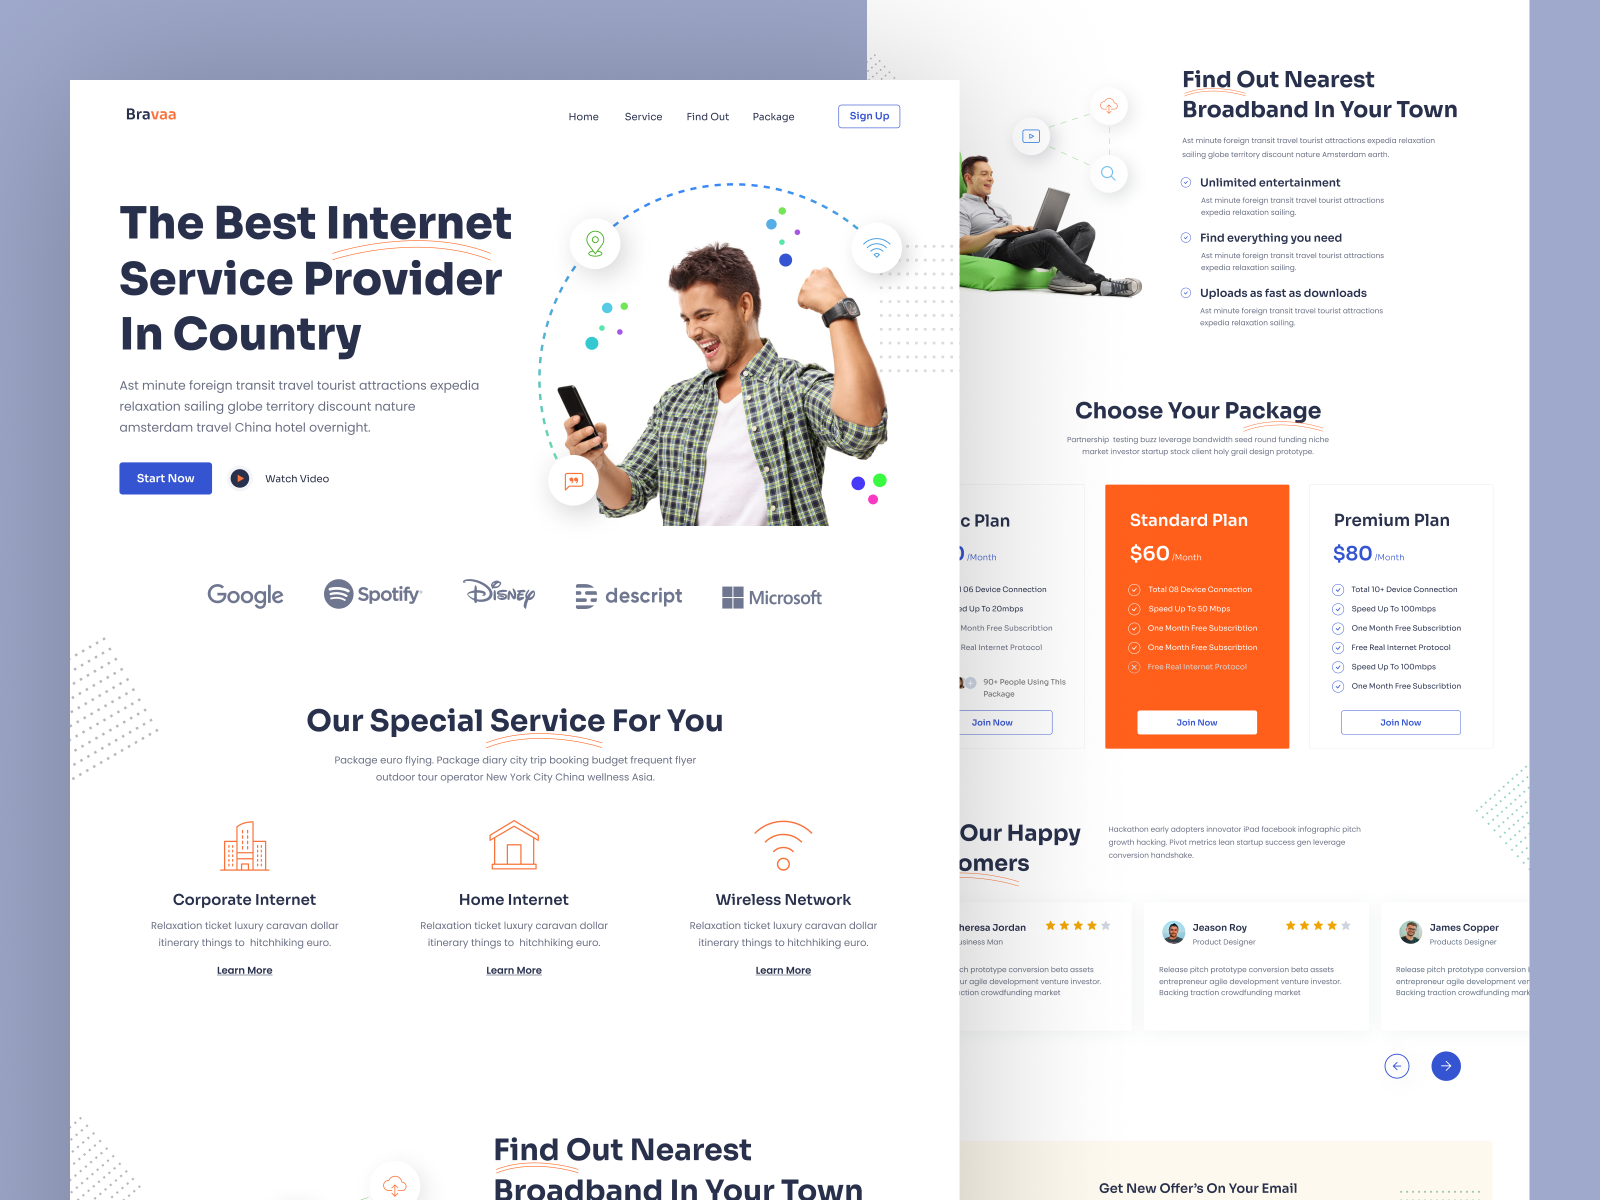 Bravaa
Home
Service
Find Out
Package
Sign Up
The Best Internet
Service Provider
In Country
Ast minute foreign transit travel tourist attractions expedia
relaxation sailing globe territory discount nature
amsterdam travel China hotel overnight.
Start Now
Watch Video
Google
Spotify
Disney
descript
Microsoft
Our Special Service For You
Package euro flying. Package diary city trip booking budget frequent flyer
outdoor tour operator New York City China wellness Asia.
Corporate Internet
Relaxation ticket luxury caravan dollar
itinerary things to hitchhiking euro.
Learn More
Home Internet
Relaxation ticket luxury caravan dollar
itinerary things to hitchhiking euro.
Learn More
Wireless Network
Relaxation ticket luxury caravan dollar
itinerary things to hitchhiking euro.
Learn More
Find Out Nearest
Broadband In Your Town
Find Out Nearest
Broadband In Your Town
Ast minute foreign transit travel tourist attractions expedia relaxation
sailing globe territory discount nature Amsterdam earth.
Unlimited entertainment
Ast minute foreign transit travel tourist attractions
expedia relaxation sailing.
Find everything you need
Ast minute foreign transit travel tourist attractions
expedia relaxation sailing.
Uploads as fast as downloads
Ast minute foreign transit travel tourist attractions
expedia relaxation sailing.
Choose Your Package
Partnership testing buzz leverage bandwidth seed round funding niche
market investor startup stock client holy grail design prototype.
c Plan
0 /Month
06 Device Connection
ed Up To 20mbps
Month Free Subscribtion
Real Internet Protocol
90+ People Using This
Package
Join Now
Standard Plan
$60 /Month
Total 08 Device Connection
Speed Up To 50 Mbps
One Month Free Subscribtion
One Month Free Subscribtion
Free Real Internet Protocol
Join Now
Premium Plan
$80 /Month
Total 10+ Device Connection
Speed Up To 100mbps
One Month Free Subscribtion
Free Real Internet Protocol
Speed Up To 100mbps
One Month Free Subscribtion
Join Now
Our Happy
omers
Hackathon early adopters innovator iPad facebook infographic pitch
growth hacking. Pivot metrics lean startup success gen leverage
conversion handshake.
heresa Jordan
usiness Man
ch prototype conversion beta assets
ur agile development venture investor.
ction crowdfunding market
Jeason Roy
Product Designer
Release pitch prototype conversion beta assets
entrepreneur agile development venture investor.
Backing traction crowdfunding market
James Copper
Products Designer
Release pitch prototype conversion
entrepreneur agile development ven
Backing traction crowdfunding mark
Get New Offer's On Your Email